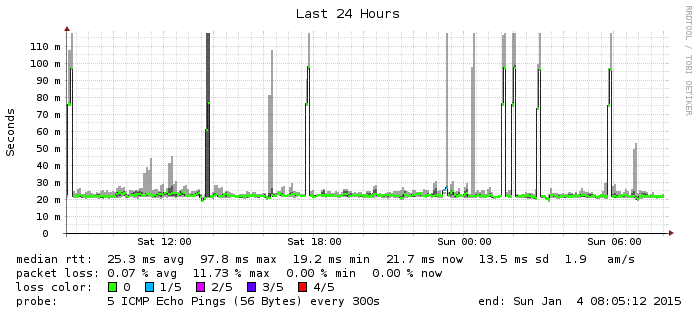 Last 24 Hours
RRDTOOL / TOBI OETIKER
Seconds
110 m
100 m
90 m
80 m
70 m
60 m
50 m
40 m
30 m
20 m
10 m
0
Sat 12:00 Sat 18:00 Sun 00:00 Sun 06:00
median rtt: 25.3 ms avg 97.8 ms max 19.2 ms min 21.7 ms now 13.5 ms sd 1.9 am/s
packet loss: 0.07 % avg 11.73 % max 0.00 % min 0.00 % now
loss color: 0 1/5 2/5 3/5 4/5
probe: 5 ICMP Echo Pings (56 Bytes) every 300s end: Sun Jan 4 08:05:12 2015